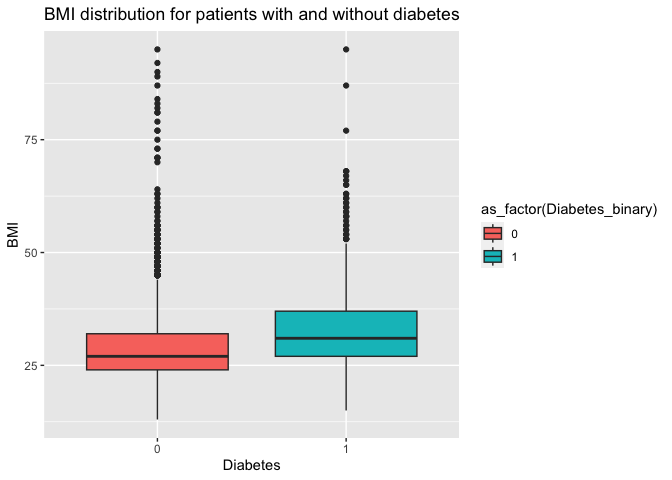 BMI distribution for patients with and without diabetes
BMI
75
50
25
0
1
Diabetes
as_factor(Diabetes_binary)
0
1